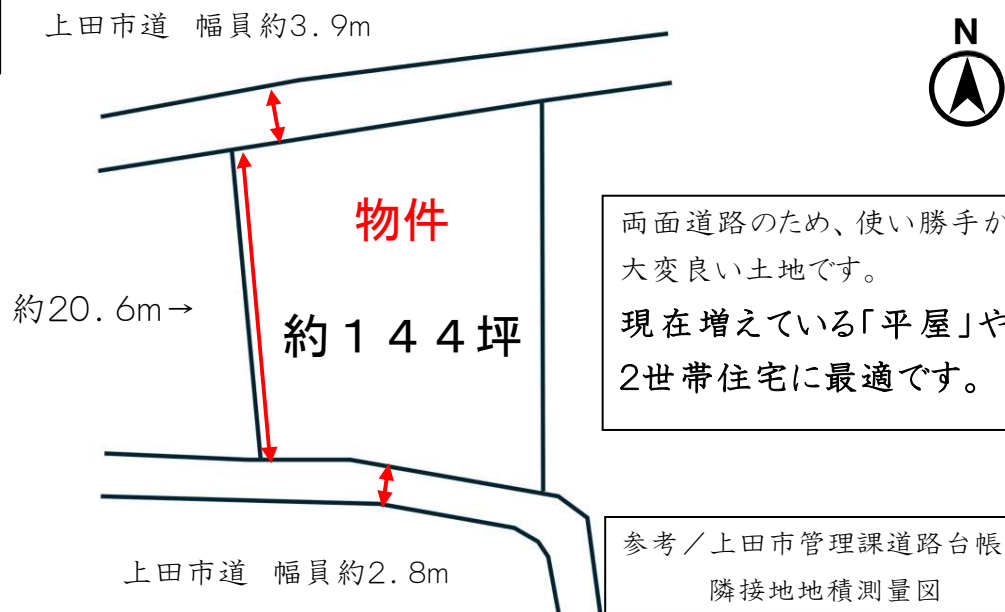 上田市道 幅員約3.9m
N
物件
約20.6m→
約144坪
両面道路のため、使い勝手が
大変良い土地です。
現在増えている「平屋」や
2世帯住宅に最適です。
上田市道 幅員約2.8m
参考/上田市管理課道路台帳
隣接地地積測量図